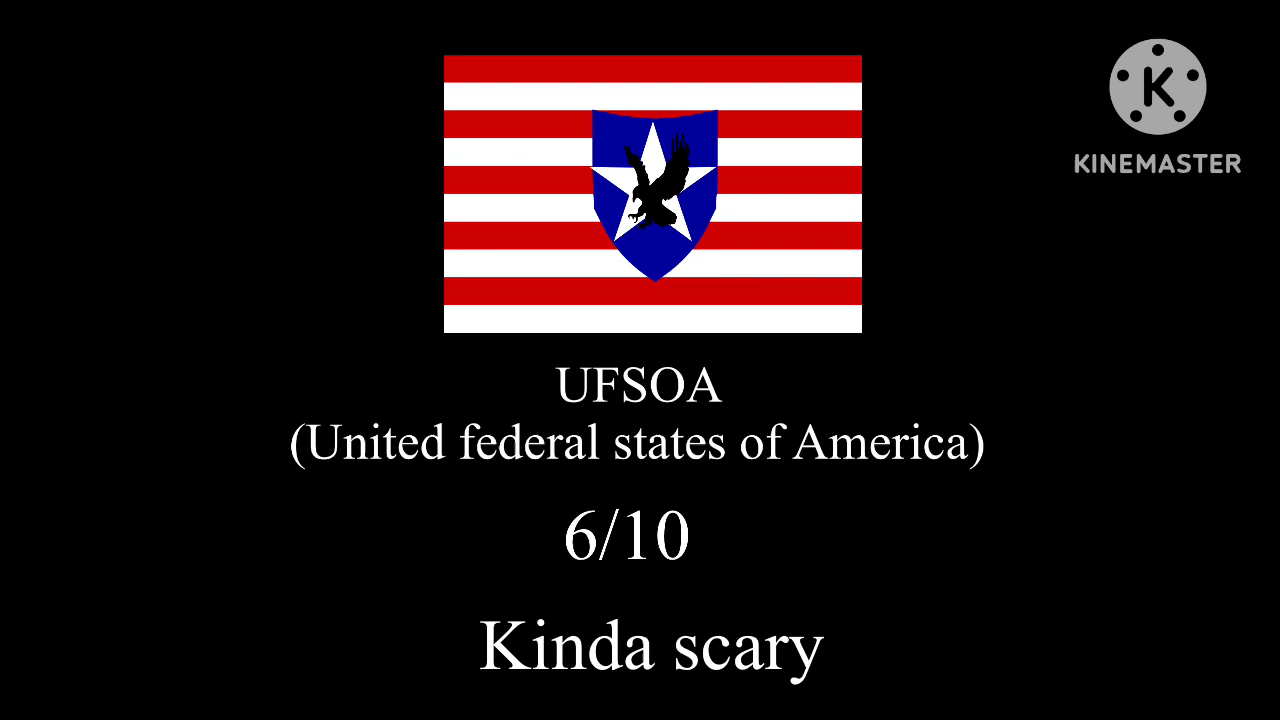 K
KINEMASTER
UFSOA
(United federal states of America)
6/10
Kinda scary